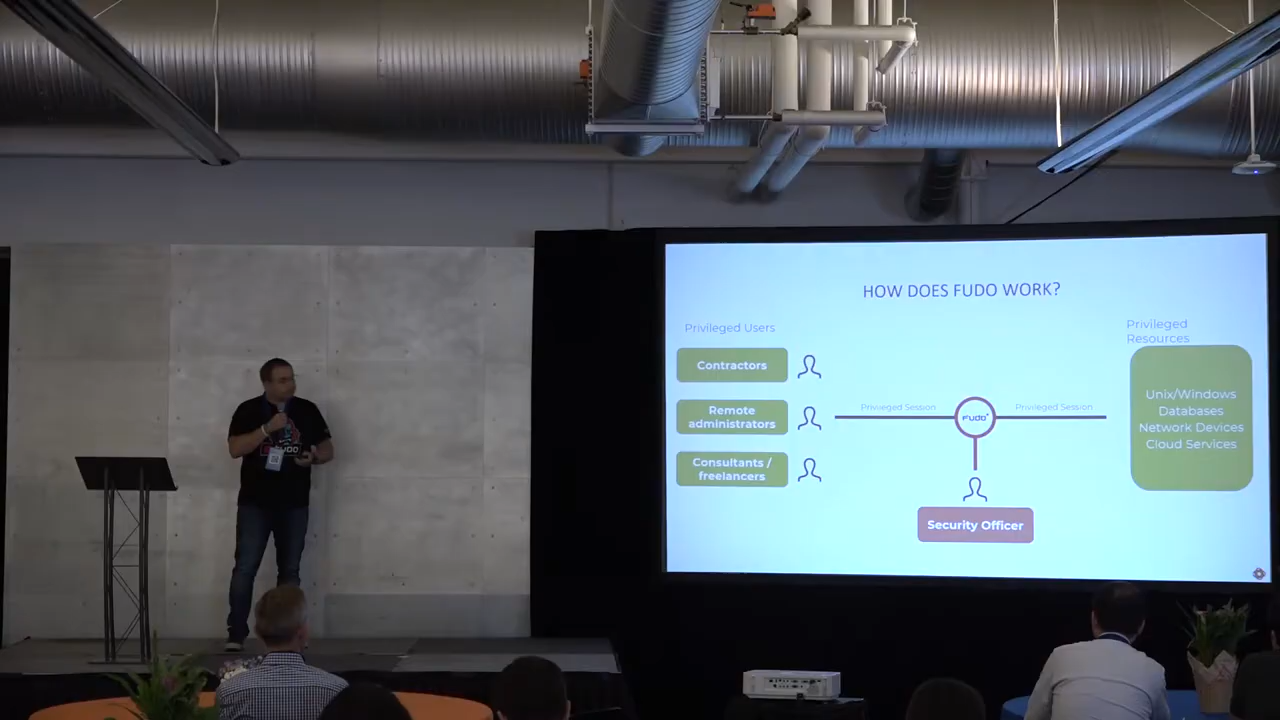 HOW DOES FUDO WORK?
Privileged Users
Privileged
Resources
Contractors
Remote
administrators
Consultants /
freelancers
Privileged Session
FUDO
Privileged Session
Unix/Windows
Databases
Network Devices
Cloud Services
Security Officer